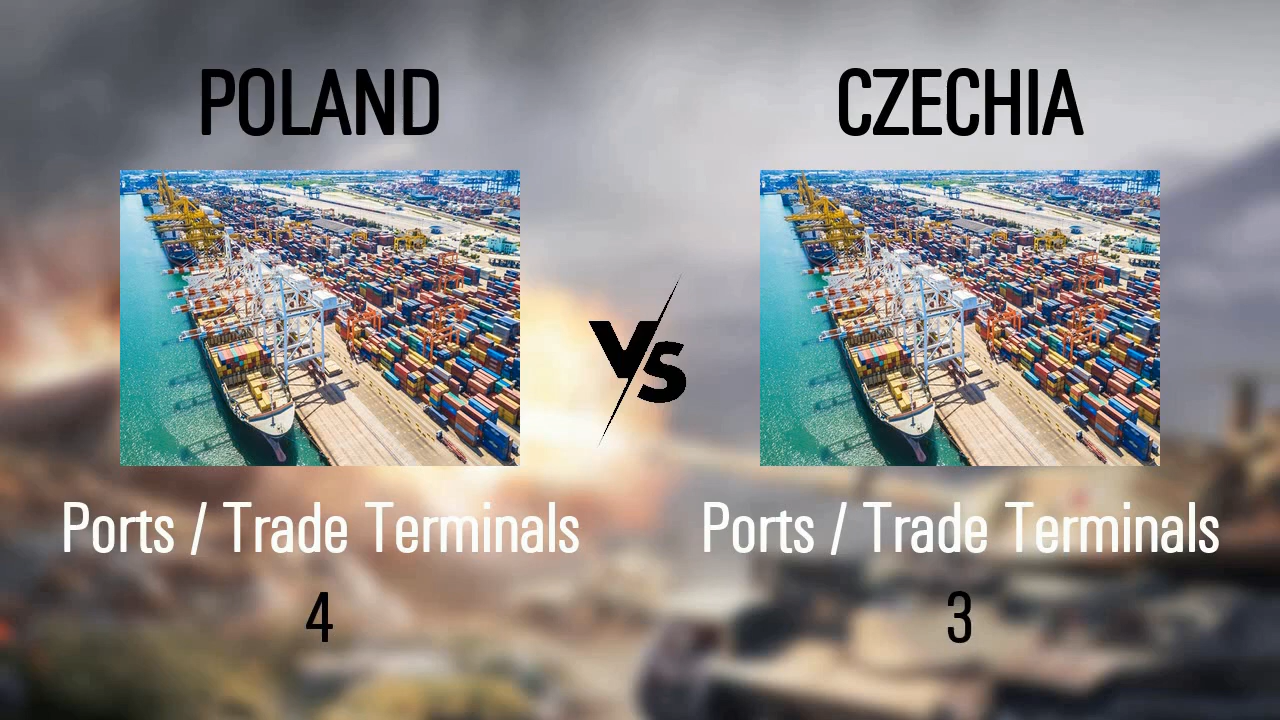 POLAND
CZECHIA
VS
Ports / Trade Terminals
Ports / Trade Terminals
4
3